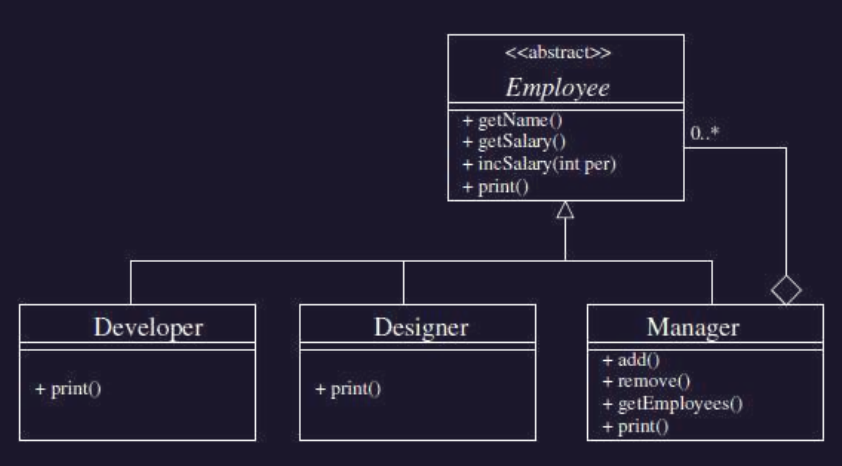 <<abstract>>
Employee
+ getName()
+ getSalary()
+ incSalary(int per)
+ print()
0..*
Developer
+ print()
Designer
+ print()
Manager
+ add()
+ remove()
+ getEmployees()
+ print()